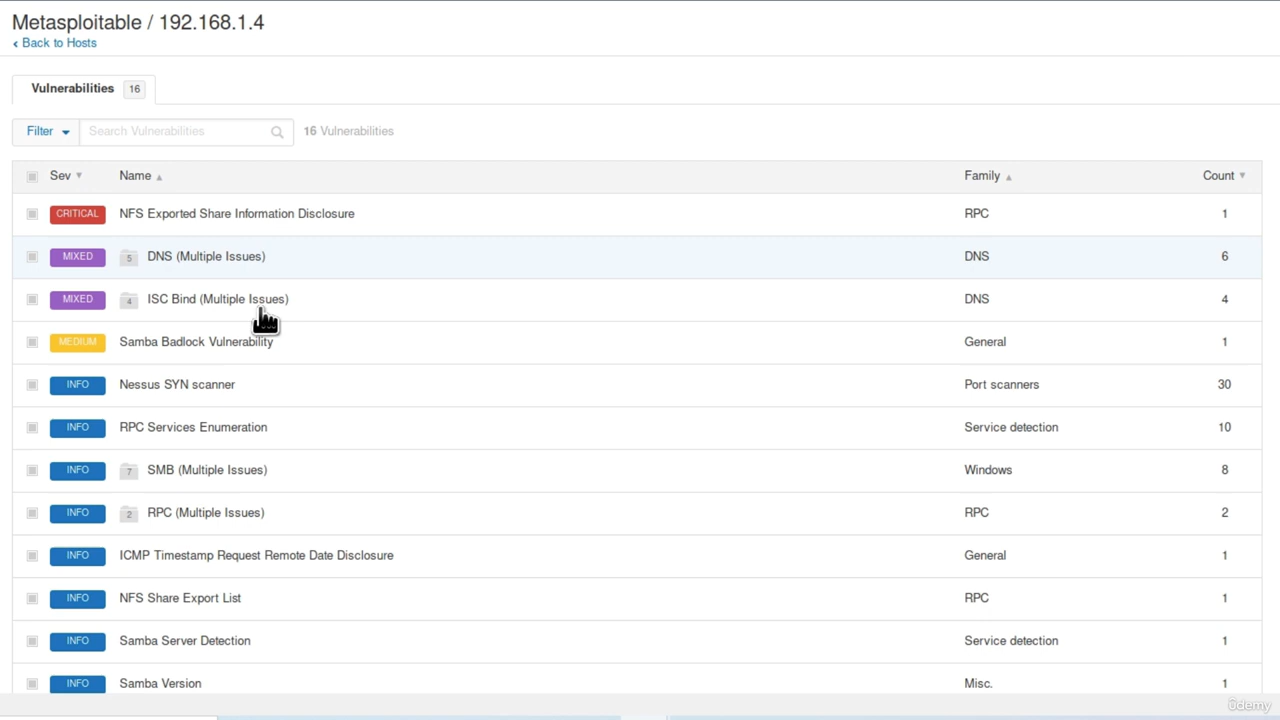 Metasploitable / 192.168.1.4
Back to Hosts
Vulnerabilities 16
Filter Search Vulnerabilities 16 Vulnerabilities
Sev Name Family Count
CRITICAL NFS Exported Share Information Disclosure RPC 1
MIXED 5 DNS (Multiple Issues) DNS 6
MIXED 4 ISC Bind (Multiple Issues) DNS 4
MEDIUM Samba Badlock Vulnerability General 1
INFO Nessus SYN scanner Port scanners 30
INFO RPC Services Enumeration Service detection 10
INFO 7 SMB (Multiple Issues) Windows 8
INFO 2 RPC (Multiple Issues) RPC 2
INFO ICMP Timestamp Request Remote Date Disclosure General 1
INFO NFS Share Export List RPC 1
INFO Samba Server Detection Service detection 1
INFO Samba Version Misc. 1
ûdemy